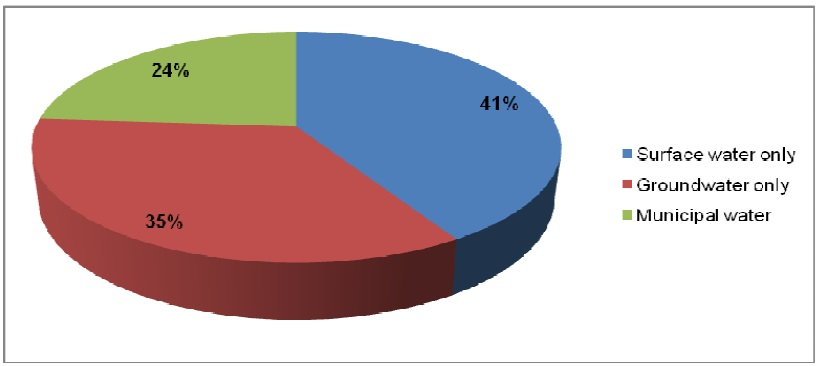 24%
41%
35%
Surface water only
Groundwater only
Municipal water